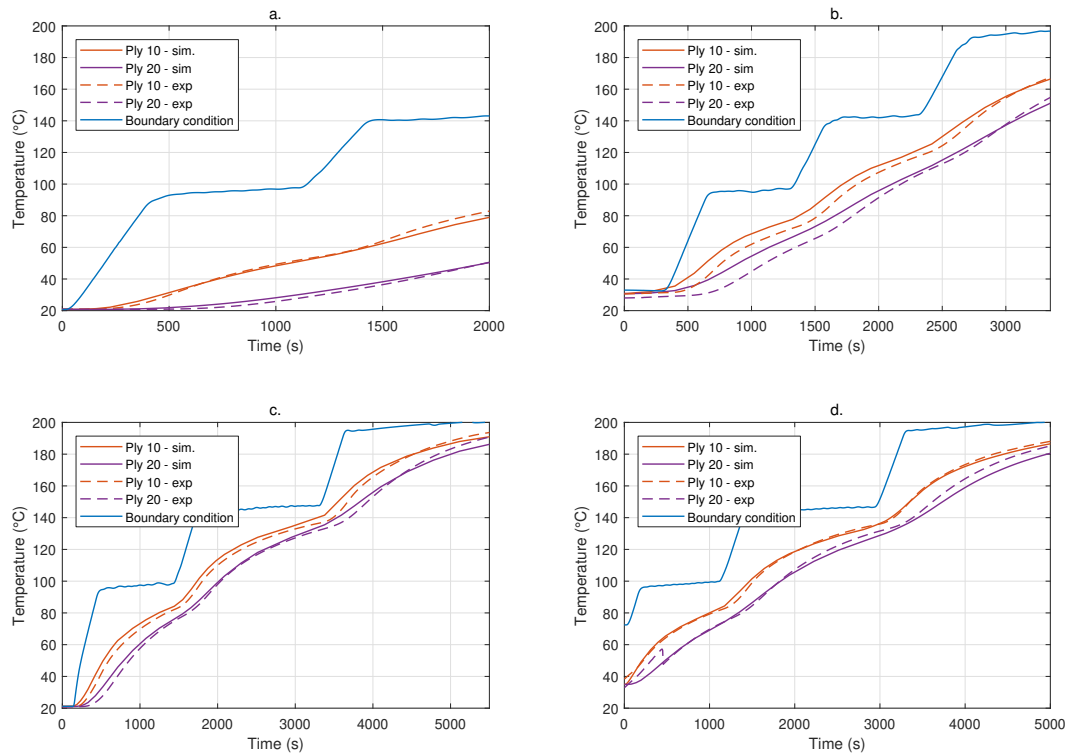 a.
200
180
160
140
120
100
80
60
40
20
Temperature (°C)
Ply 10 - sim.
Ply 20 - sim
Ply 10 - exp
Ply 20 - exp
Boundary condition
0 500 1000 1500 2000
Time (s)
b.
200
180
160
140
120
100
80
60
40
20
Temperature (°C)
Ply 10 - sim.
Ply 20 - sim
Ply 10 - exp
Ply 20 - exp
Boundary condition
0 500 1000 1500 2000 2500 3000
Time (s)
c.
200
180
160
140
120
100
80
60
40
20
Temperature (°C)
Ply 10 - sim.
Ply 20 - sim
Ply 10 - exp
Ply 20 - exp
Boundary condition
0 1000 2000 3000 4000 5000
Time (s)
d.
200
180
160
140
120
100
80
60
40
20
Temperature (°C)
Ply 10 - sim.
Ply 20 - sim
Ply 10 - exp
Ply 20 - exp
Boundary condition
0 1000 2000 3000 4000 5000
Time (s)